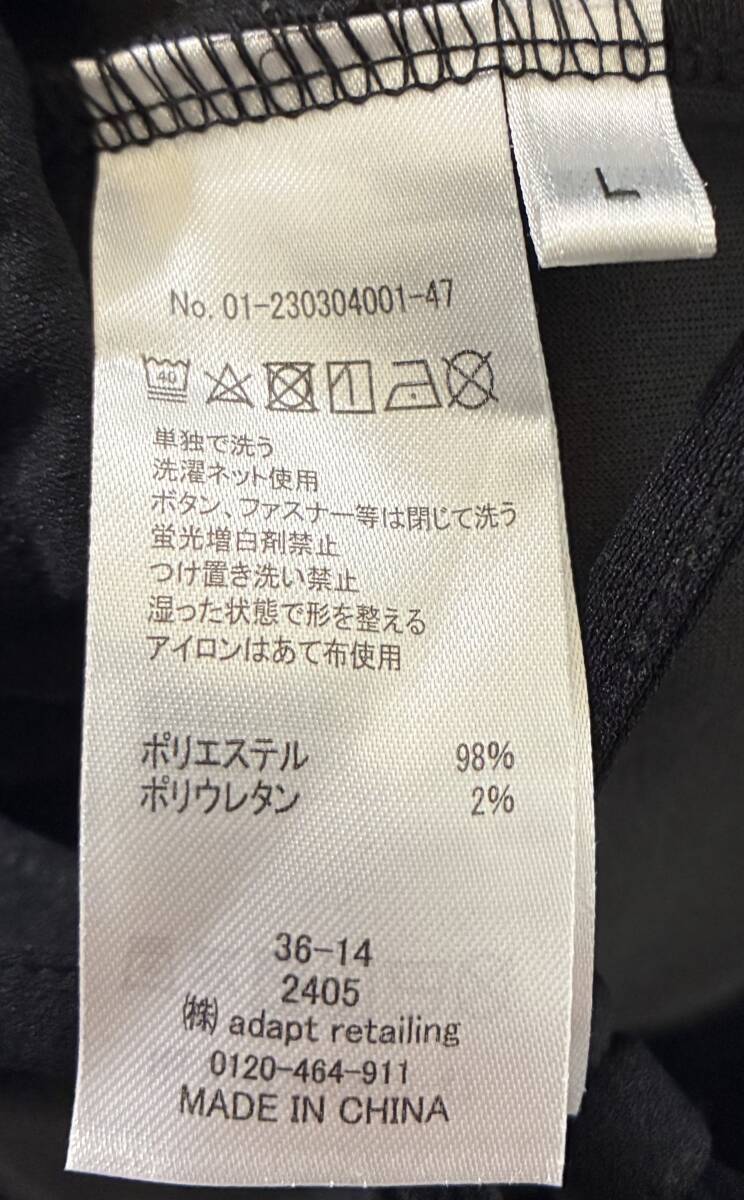 L
No. 01-230304001-47
40
単独で洗う
洗濯ネット使用
ボタン、ファスナー等は閉じて洗う
蛍光増白剤禁止
つけ置き洗い禁止
湿った状態で形を整える
アイロンはあて布使用
ポリエステル 98%
ポリウレタン 2%
36-14
2405
㈱ adapt retailing
0120-464-911
MADE IN CHINA